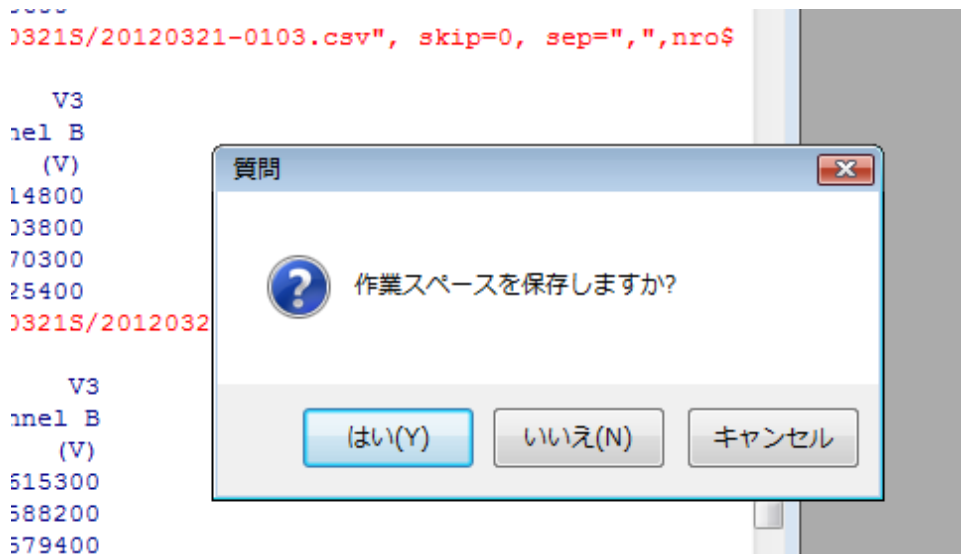 0321S/20120321-0103.csv", skip=0, sep=",",nro$
V3
nel B
(V)
14800
03800
70300
25400
0321S/2012032
V3
nnel B
(V)
615300
588200
579400
質問
作業スペースを保存しますか?
はい(Y)
いいえ(N)
キャンセル